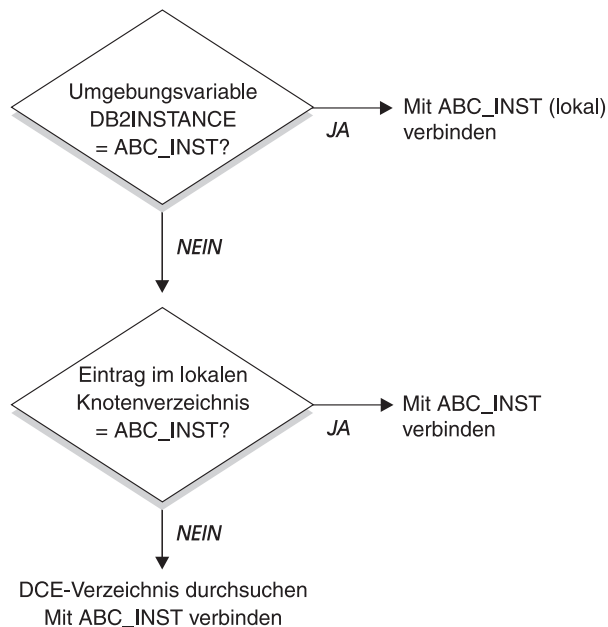 Umgebungsvariable
DB2INSTANCE
= ABC_INST?
JA
Mit ABC_INST (lokal)
verbinden
NEIN
Eintrag im lokalen
Knotenverzeichnis
= ABC_INST?
JA
Mit ABC_INST
verbinden
NEIN
DCE-Verzeichnis durchsuchen
Mit ABC_INST verbinden